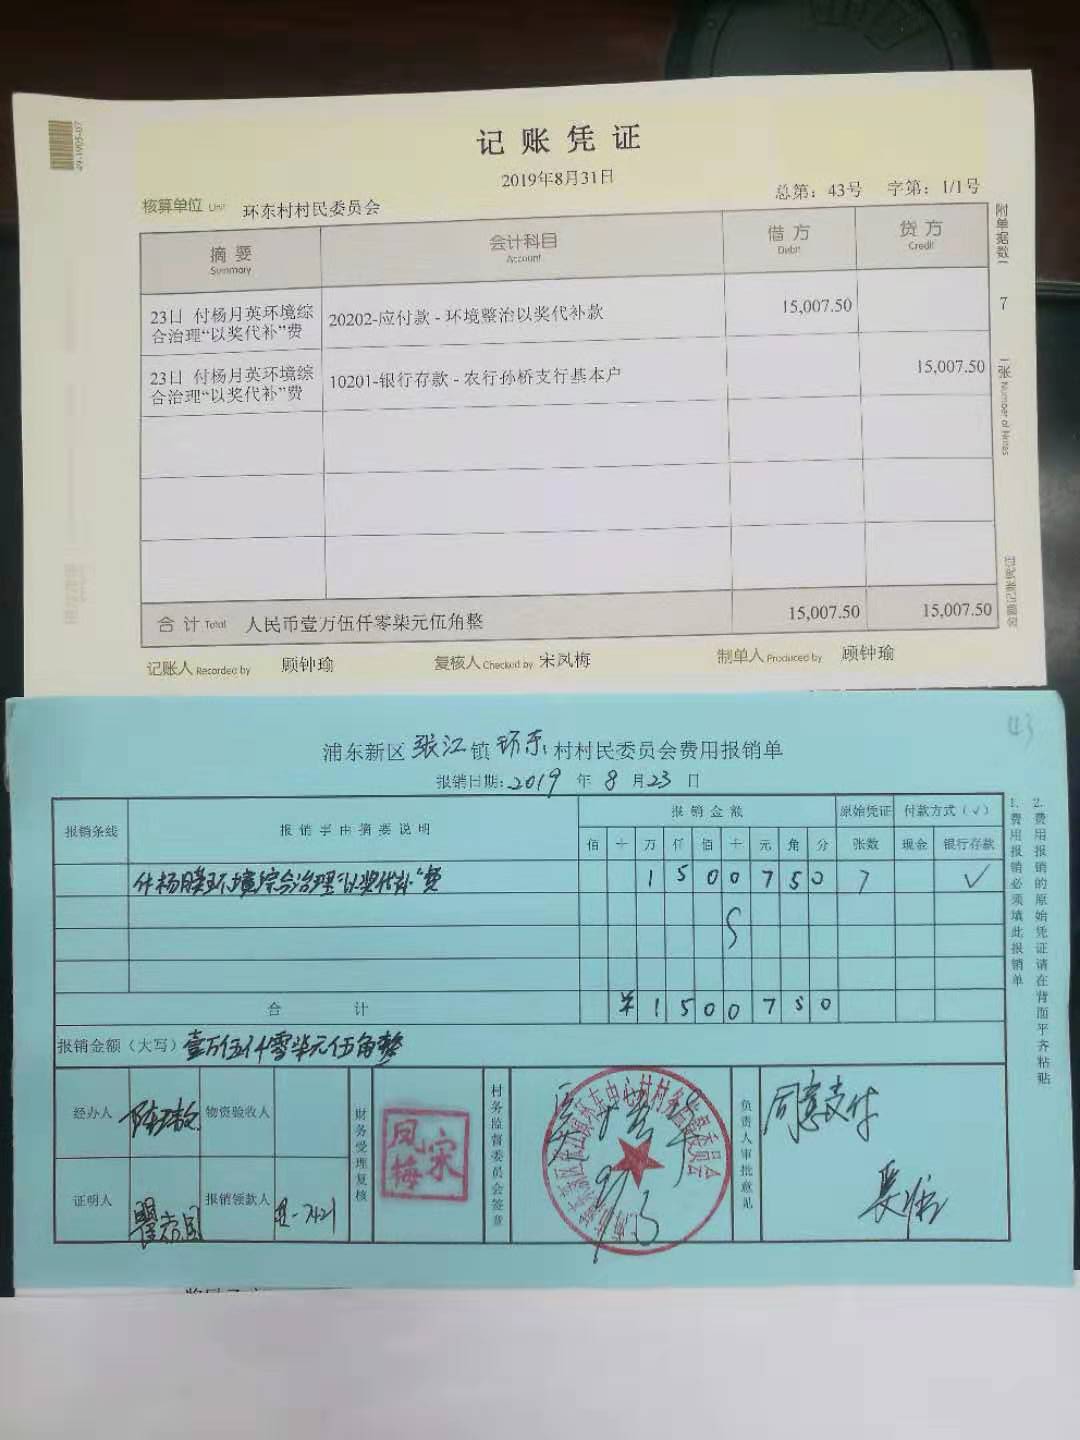 记账凭证
2019年8月31日
总第：43号 字第：1/1号
核算单位 Unit 环东村村民委员会
附单据数 7 张 Number of Notes
摘要 Summary 会计科目 Account 借方 Debit 贷方 Credit
23日 付杨月英环境综合治理“以奖代补”费 20202-应付款 - 环境整治以奖代补款 15,007.50
23日 付杨月英环境综合治理“以奖代补”费 10201-银行存款 - 农行孙桥支行基本户 15,007.50
合计 Total 人民币壹万伍仟零柒元伍角整 15,007.50 15,007.50
记账人 Recorded by 顾钟瑜 复核人 Checked by 宋凤梅 制单人 Produced by 顾钟瑜
43
浦东新区张江镇环东村村民委员会费用报销单
报销日期：2019年8月23日
报销条线 报销事由摘要说明 报销金额 原始凭证 付款方式（√）
佰 十 万 仟 佰 十 元 角 分 张数 现金 银行存款
付杨月英环境综合治理“以奖代补”费 1 5 0 0 7 5 0 7 √
合计 ¥ 1 5 0 0 7 5 0
报销金额（大写）壹万伍仟零柒元伍角整
经办人 物资验收人 财务受理复核 凤梅宋 村务监督委员会签章 负责人审批意见 同意支付
证明人 报销领款人
1.费用报销必须填此报销单
2.费用报销的原始凭证请在背面平齐粘贴